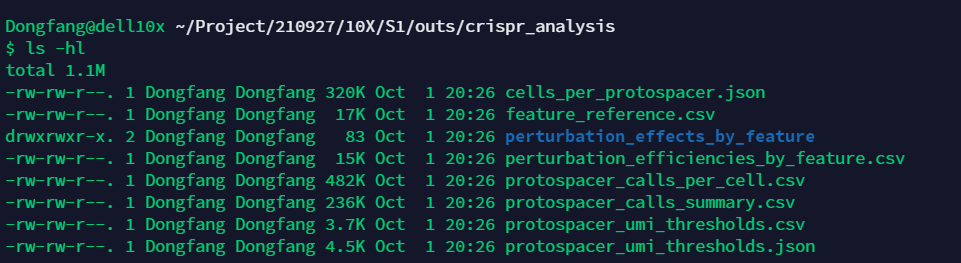 Dongfang@dell10x ~/Project/210927/10X/S1/outs/crispr_analysis
$ ls -hl
total 1.1M
-rw-rw-r--. 1 Dongfang Dongfang 320K Oct  1 20:26 cells_per_protospacer.json
-rw-rw-r--. 1 Dongfang Dongfang  17K Oct  1 20:26 feature_reference.csv
drwxrwxr-x. 2 Dongfang Dongfang   83 Oct  1 20:26 perturbation_effects_by_feature
-rw-rw-r--. 1 Dongfang Dongfang  15K Oct  1 20:26 perturbation_efficiencies_by_feature.csv
-rw-rw-r--. 1 Dongfang Dongfang 482K Oct  1 20:26 protospacer_calls_per_cell.csv
-rw-rw-r--. 1 Dongfang Dongfang 236K Oct  1 20:26 protospacer_calls_summary.csv
-rw-rw-r--. 1 Dongfang Dongfang 3.7K Oct  1 20:26 protospacer_umi_thresholds.csv
-rw-rw-r--. 1 Dongfang Dongfang 4.5K Oct  1 20:26 protospacer_umi_thresholds.json